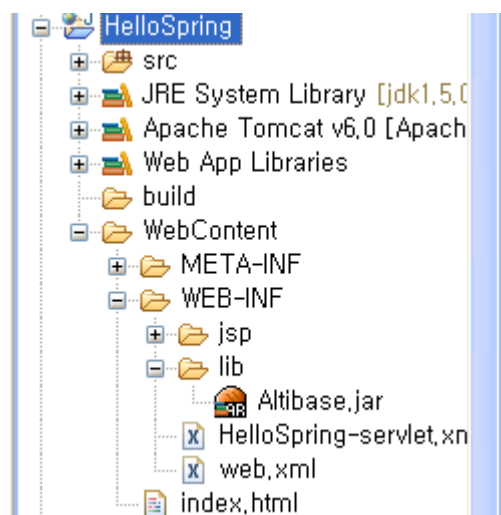 HelloSpring
src
JRE System Library [jdk1,5,0
Apache Tomcat v6,0 [Apach
Web App Libraries
build
WebContent
META-INF
WEB-INF
jsp
lib
Altibase,jar
HelloSpring-servlet,xn
web,xml
index,html